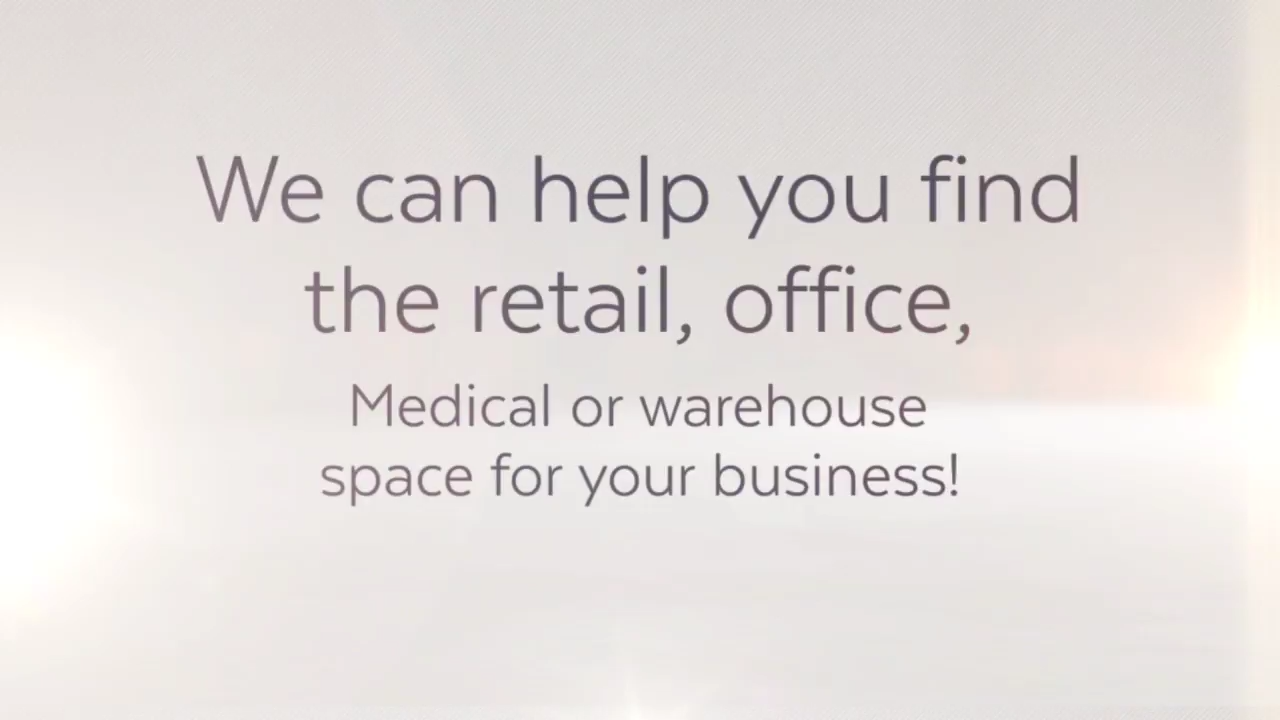 We can help you find
the retail, office,
Medical or warehouse
space for your business!